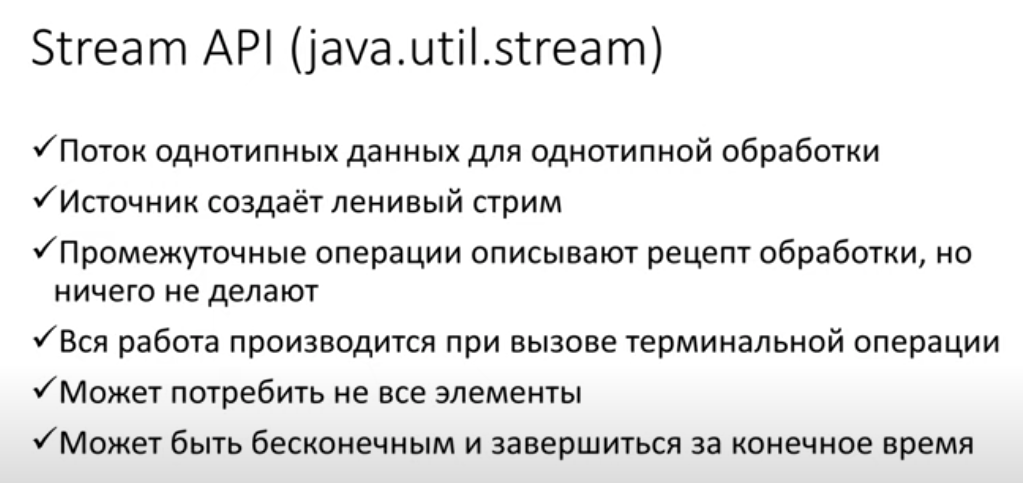 Stream API (java.util.stream)
✓Поток однотипных данных для однотипной обработки
✓Источник создаёт ленивый стрим
✓Промежуточные операции описывают рецепт обработки, но
ничего не делают
✓Вся работа производится при вызове терминальной операции
✓Может потребить не все элементы
✓Может быть бесконечным и завершиться за конечное время